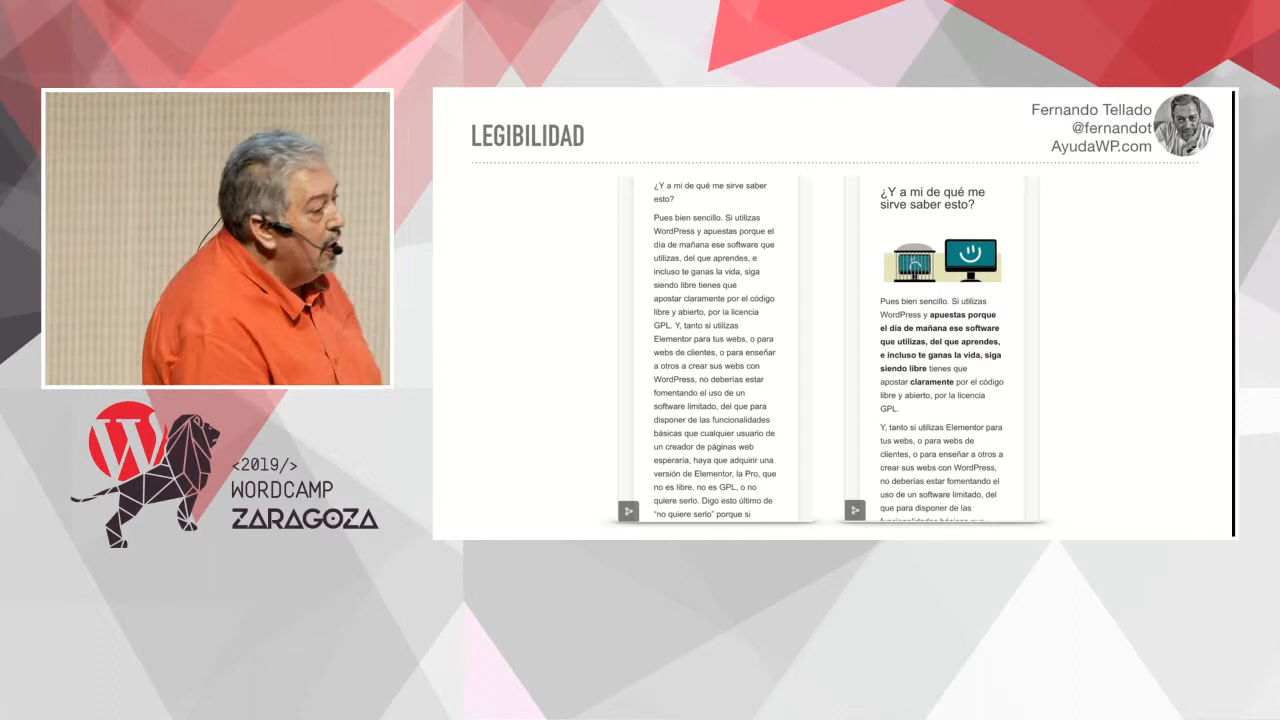 LEGIBILIDAD
Fernando Tellado
@fernandot
AyudaWP.com
¿Y a mi de qué me sirve saber
esto?
Pues bien sencillo. Si utilizas
WordPress y apuestas porque el
día de mañana ese software que
utilizas, del que aprendes, e
incluso te ganas la vida, siga
siendo libre tienes que
apostar claramente por el código
libre y abierto, por la licencia
GPL. Y, tanto si utilizas
Elementor para tus webs, o para
webs de clientes, o para enseñar
a otros a crear sus webs con
WordPress, no deberías estar
fomentando el uso de un
software limitado, del que para
disponer de las funcionalidades
básicas que cualquier usuario de
un creador de páginas web
esperaría, haya que adquirir una
versión de Elementor, la Pro, que
no es libre, no es GPL, o no
quiere serlo. Digo esto último de
“no quiere serlo” porque si
¿Y a mi de qué me
sirve saber esto?
Pues bien sencillo. Si utilizas
WordPress y apuestas porque
el día de mañana ese software
que utilizas, del que aprendes,
e incluso te ganas la vida, siga
siendo libre tienes que
apostar claramente por el código
libre y abierto, por la licencia
GPL.
Y, tanto si utilizas Elementor para
tus webs, o para webs de
clientes, o para enseñar a otros a
crear sus webs con WordPress,
no deberías estar fomentando el
uso de un software limitado, del
que para disponer de las
funcionalidades básicas que
<2019/>
WORDCAMP
ZARAGOZA